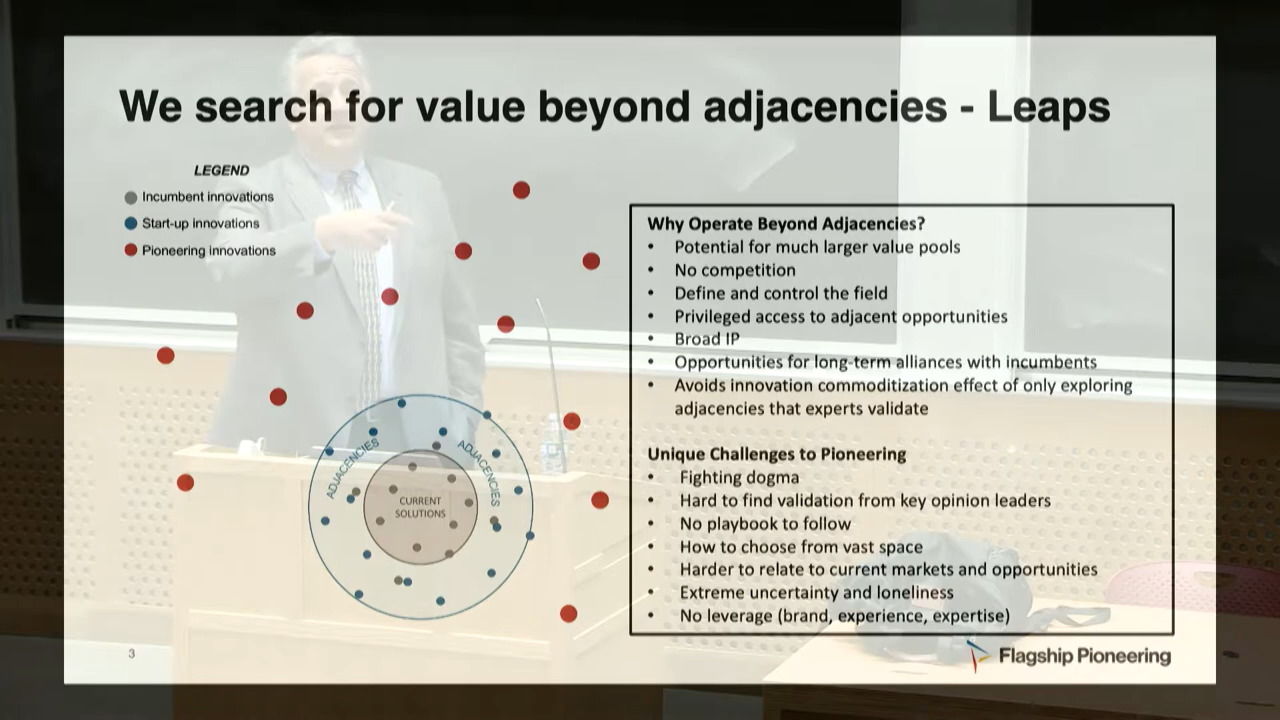 We search for value beyond adjacencies - Leaps
LEGEND
Incumbent innovations
Start-up innovations
Pioneering innovations
ADJACENCIES
ADJACENCIES
CURRENT
SOLUTIONS
Why Operate Beyond Adjacencies?
• Potential for much larger value pools
• No competition
• Define and control the field
• Privileged access to adjacent opportunities
• Broad IP
• Opportunities for long-term alliances with incumbents
• Avoids innovation commoditization effect of only exploring
adjacencies that experts validate
Unique Challenges to Pioneering
• Fighting dogma
• Hard to find validation from key opinion leaders
• No playbook to follow
• How to choose from vast space
• Harder to relate to current markets and opportunities
• Extreme uncertainty and loneliness
• No leverage (brand, experience, expertise)
3
Flagship Pioneering